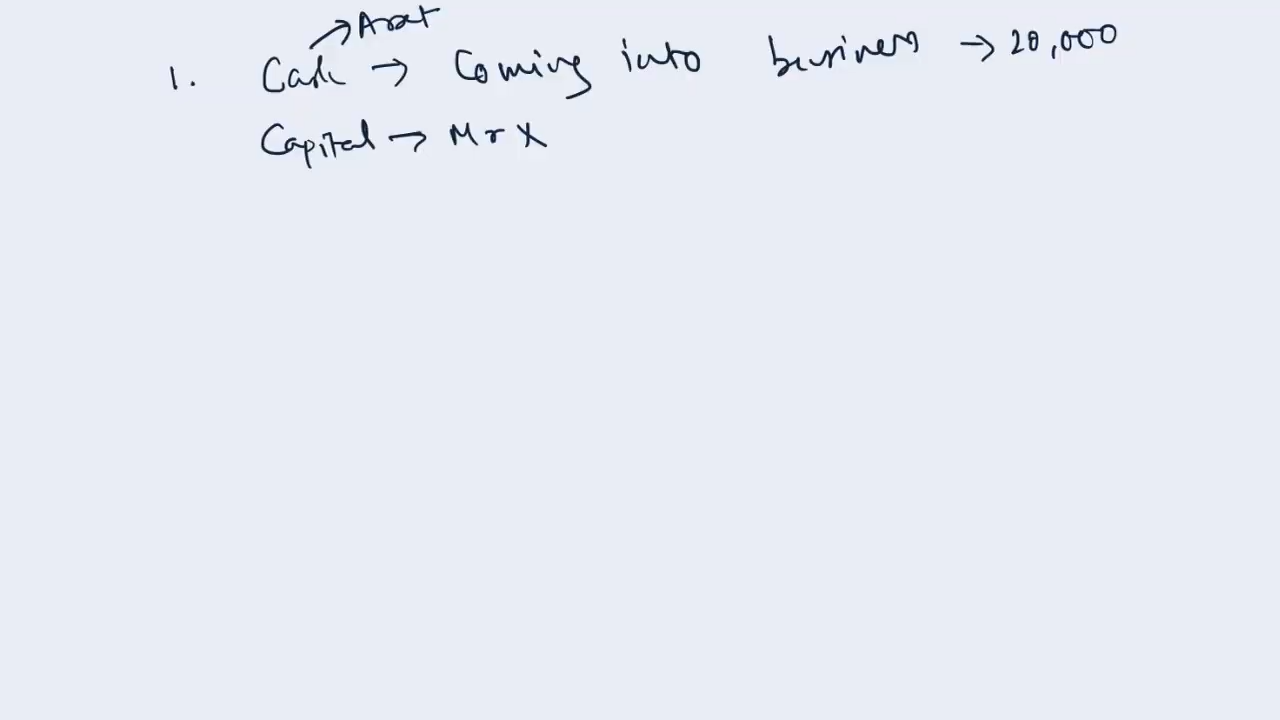 → Asset
1. Cash → Coming into business → 20,000
Capital → Mr X